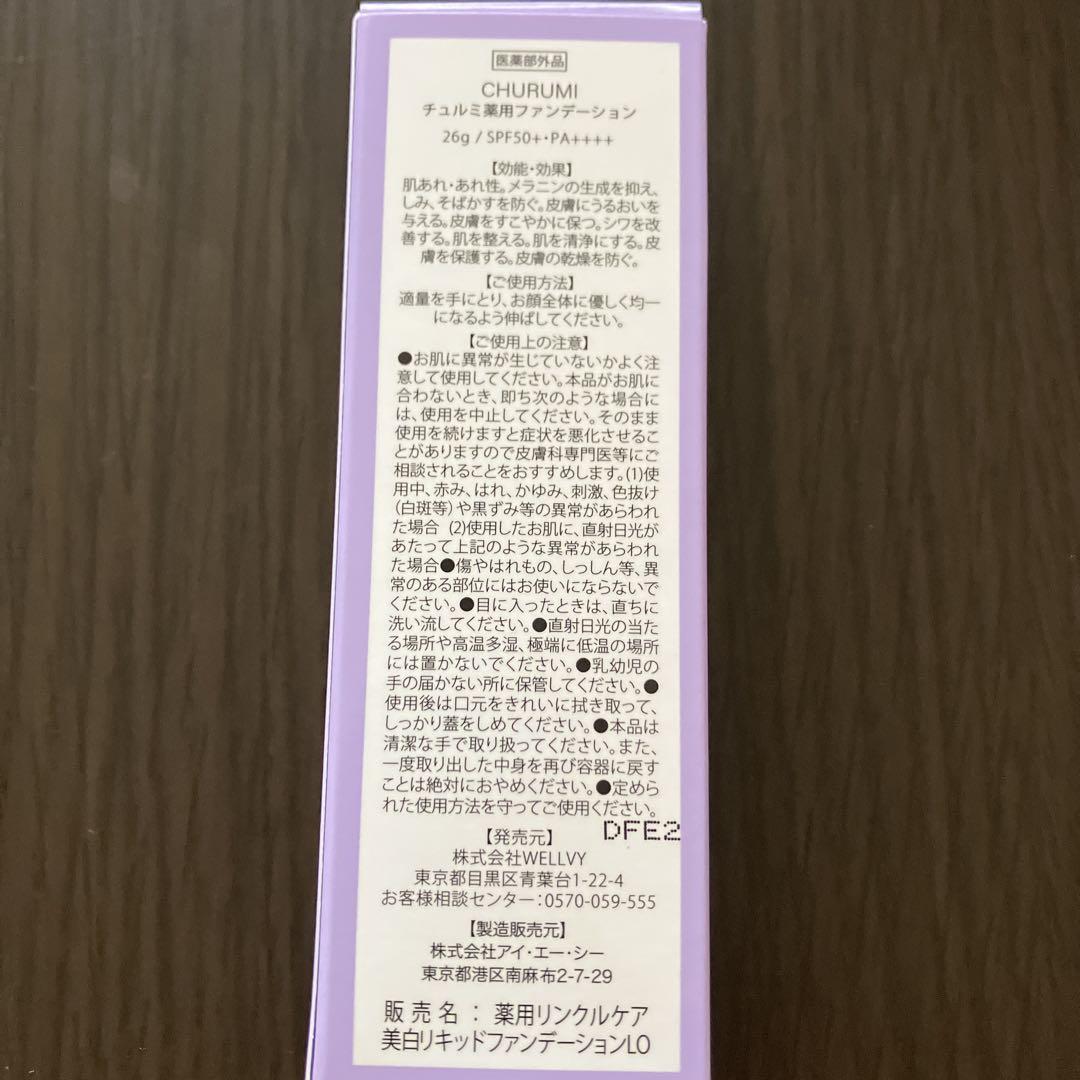 医薬部外品
CHURUMI
チュルミ薬用ファンデーション
26g / SPF50+・PA++++
【効能・効果】
肌あれ・あれ性。メラニンの生成を抑え、
しみ、そばかすを防ぐ。皮膚にうるおいを
与える。皮膚をすこやかに保つ。シワを改
善する。肌を整える。肌を清浄にする。皮
膚を保護する。皮膚の乾燥を防ぐ。
【ご使用方法】
適量を手にとり、お顔全体に優しく均一
になるよう伸ばしてください。
【ご使用上の注意】
●お肌に異常が生じていないかよく注
意して使用してください。本品がお肌に
合わないとき、即ち次のような場合に
は、使用を中止してください。そのまま
使用を続けますと症状を悪化させるこ
とがありますので皮膚科専門医等にご
相談されることをおすすめします。(1)使
用中、赤み、はれ、かゆみ、刺激、色抜け
(白斑等)や黒ずみ等の異常があらわれ
た場合 (2)使用したお肌に、直射日光が
あたって上記のような異常があらわれ
た場合●傷やはれもの、しっしん等、異
常のある部位にはお使いにならないで
ください。●目に入ったときは、直ちに
洗い流してください。●直射日光の当た
る場所や高温多湿、極端に低温の場所
には置かないでください。●乳幼児の
手の届かない所に保管してください。●
使用後は口元をきれいに拭き取って、
しっかり蓋をしめてください。●本品は
清潔な手で取り扱ってください。また、
一度取り出した中身を再び容器に戻す
ことは絶対におやめください。●定めら
れた使用方法を守ってご使用ください。
DFE2
【発売元】
株式会社WELLVY
東京都目黒区青葉台1-22-4
お客様相談センター：0570-059-555
【製造販売元】
株式会社アイ・エー・シー
東京都港区南麻布2-7-29
販売名：薬用リンクルケア
美白リキッドファンデーションLO